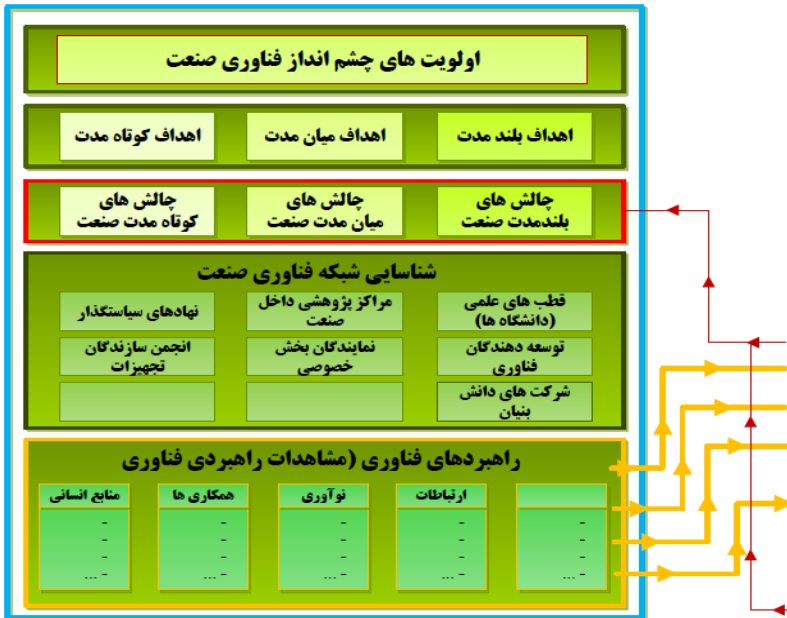 اولویت های چشم انداز فناوری صنعت
اهداف بلند مدت
اهداف میان مدت
اهداف کوتاه مدت
چالش های
بلندمدت صنعت
چالش های
میان مدت صنعت
چالش های
کوتاه مدت صنعت
شناسایی شبکه فناوری صنعت
قطب های علمی
(دانشگاه ها)
مراکز پژوهشی داخل
صنعت
نهادهای سیاستگذار
توسعه دهندگان
فناوری
نمایندگان بخش
خصوصی
انجمن سازندگان
تجهیزات
شرکت های دانش
بنیان
راهبردهای فناوری (مشاهدات راهبردی فناوری
-
-
-
- ...
ارتباطات
-
-
-
- ...
نوآوری
-
-
-
- ...
همکاری ها
-
-
-
- ...
منابع انسانی
-
-
-
- ...